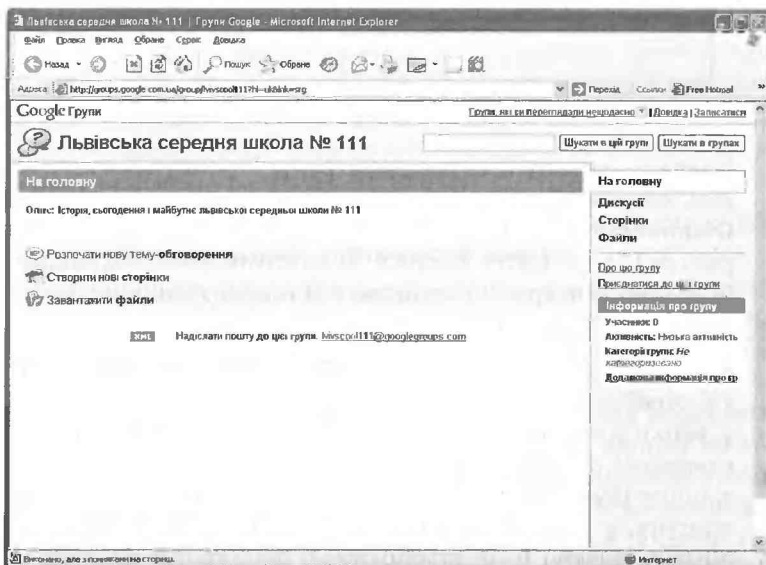 Львівська середня школа № 111 | Групи Google - Microsoft Internet Explorer
Файл Правка Вигляд Обране Сервіс Довідка
Назад Пошук Обране
Адреса http://groups.google.com.ua/group/lvivscool111?hl=uk&lnk=srg Перехід Ссылки Free Hotmail
Google Групи
Групи, які ви переглядали нещодавно | Довідка | Записатися
Львівська середня школа № 111
Шукати в цій групі Шукати в групах
На головну
Опис: Історія, сьогодення і майбутнє львівської середньої школи № 111
Розпочати нову тему-обговорення
Створити нові сторінки
Завантажити файли
XML Надіслати пошту до цієї групи. lvivscool111@googlegroups.com
На головну
Дискусії
Сторінки
Файли
Про цю групу
Приєднатися до цієї групи
Інформація про групу
Учасники: 0
Активність: Низька активність
Категорії групи: Не
категоризовано
Додаткова інформація про гр
Виконано, але з помилками на сторінці.
Интернет